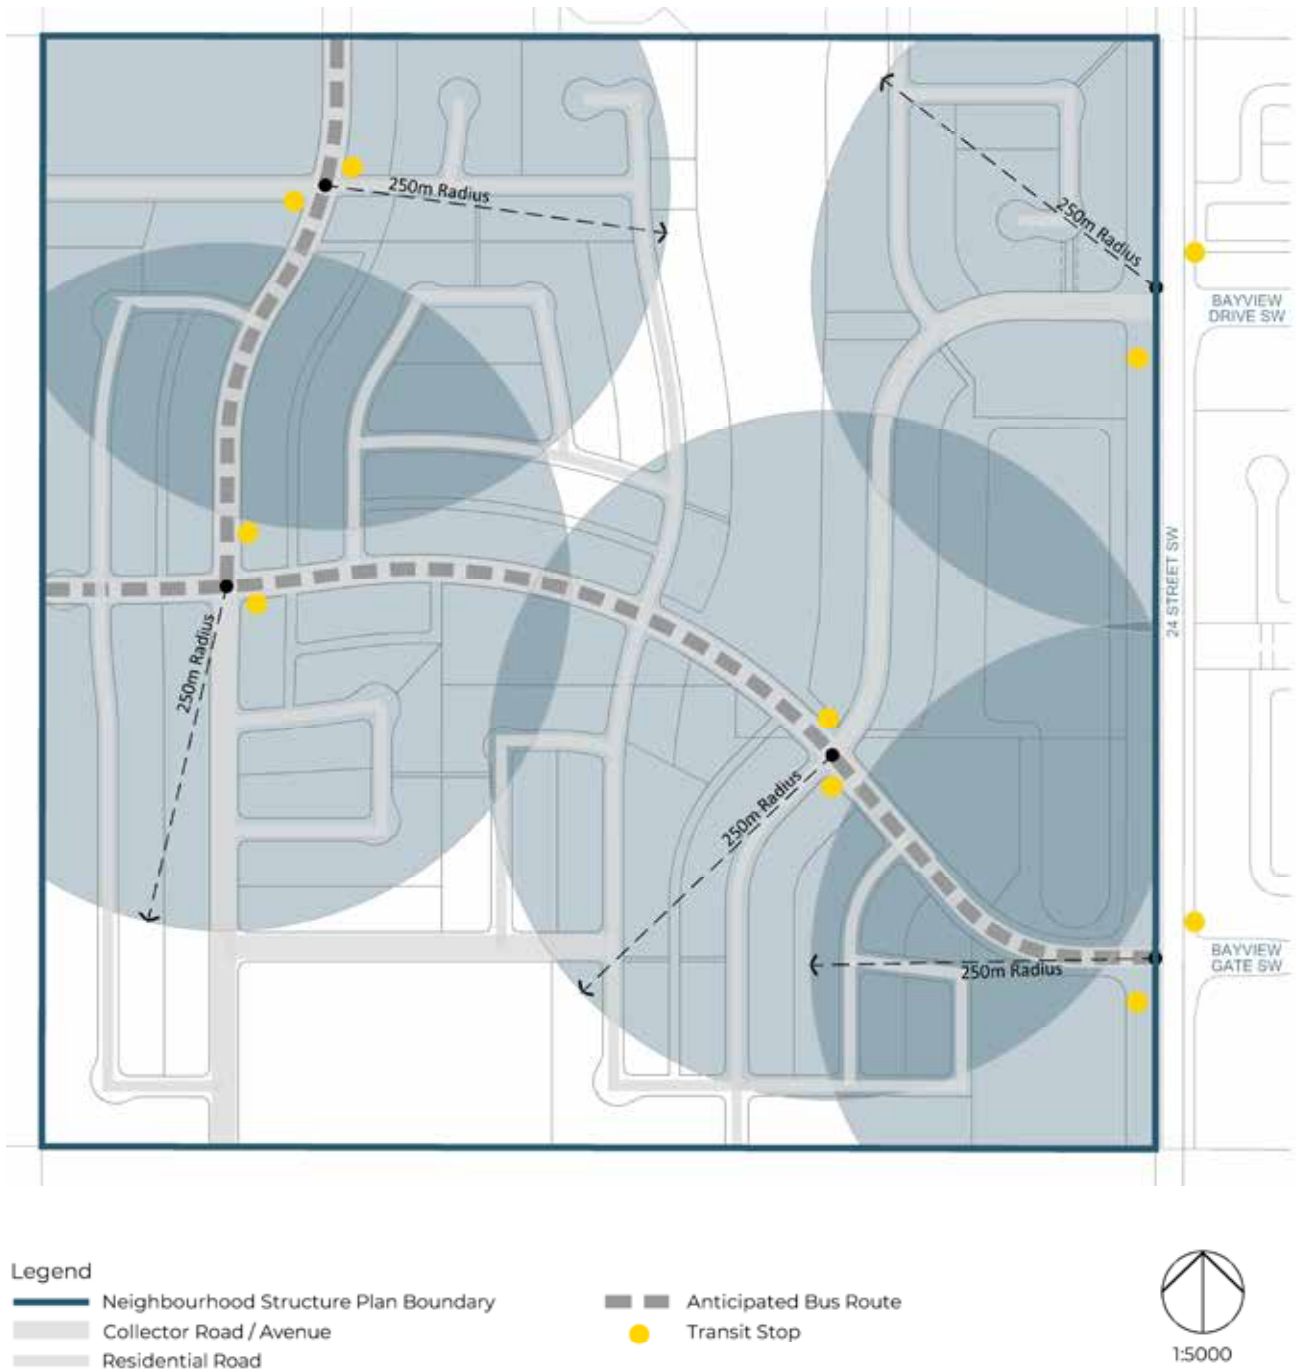 250m Radius
250m Radius
BAYVIEW
DRIVE SW
24 STREET SW
250m Radius
250m Radius
BAYVIEW
GATE SW
250m Radius
Legend
Neighbourhood Structure Plan Boundary
Collector Road / Avenue
Residential Road
Anticipated Bus Route
Transit Stop
1:5000